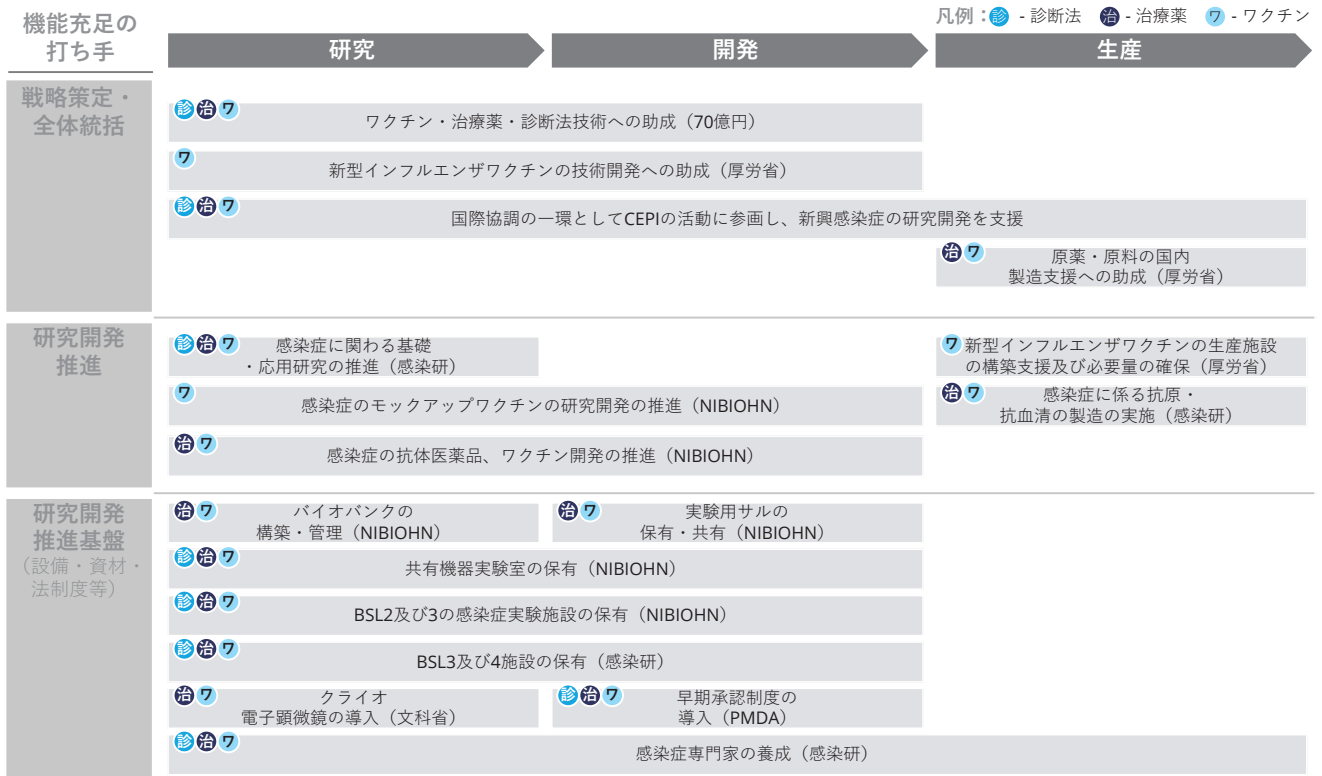 機能充足の
打ち手
凡例：診 - 診断法 治 - 治療薬 ワ - ワクチン
研究 開発 生産
戦略策定・
全体統括
診治ワ
ワクチン・治療薬・診断法技術への助成（70億円）
ワ
新型インフルエンザワクチンの技術開発への助成（厚労省）
診治ワ
国際協調の一環としてCEPIの活動に参画し、新興感染症の研究開発を支援
治ワ
原薬・原料の国内
製造支援への助成（厚労省）
研究開発
推進
診治ワ
感染症に関わる基礎
・応用研究の推進（感染研）
ワ
新型インフルエンザワクチンの生産施設
の構築支援及び必要量の確保（厚労省）
ワ
感染症のモックアップワクチンの研究開発の推進（NIBIOHN）
治ワ
感染症に係る抗原・
抗血清の製造の実施（感染研）
治ワ
感染症の抗体医薬品、ワクチン開発の推進（NIBIOHN）
研究開発
推進基盤
（設備・資材・
法制度等）
治ワ
バイオバンクの
構築・管理（NIBIOHN）
治ワ
実験用サルの
保有・共有（NIBIOHN）
診治ワ
共有機器実験室の保有（NIBIOHN）
診治ワ
BSL2及び3の感染症実験施設の保有（NIBIOHN）
診治ワ
BSL3及び4施設の保有（感染研）
治ワ
クライオ
電子顕微鏡の導入（文科省）
診治ワ
早期承認制度の
導入（PMDA）
診治ワ
感染症専門家の養成（感染研）